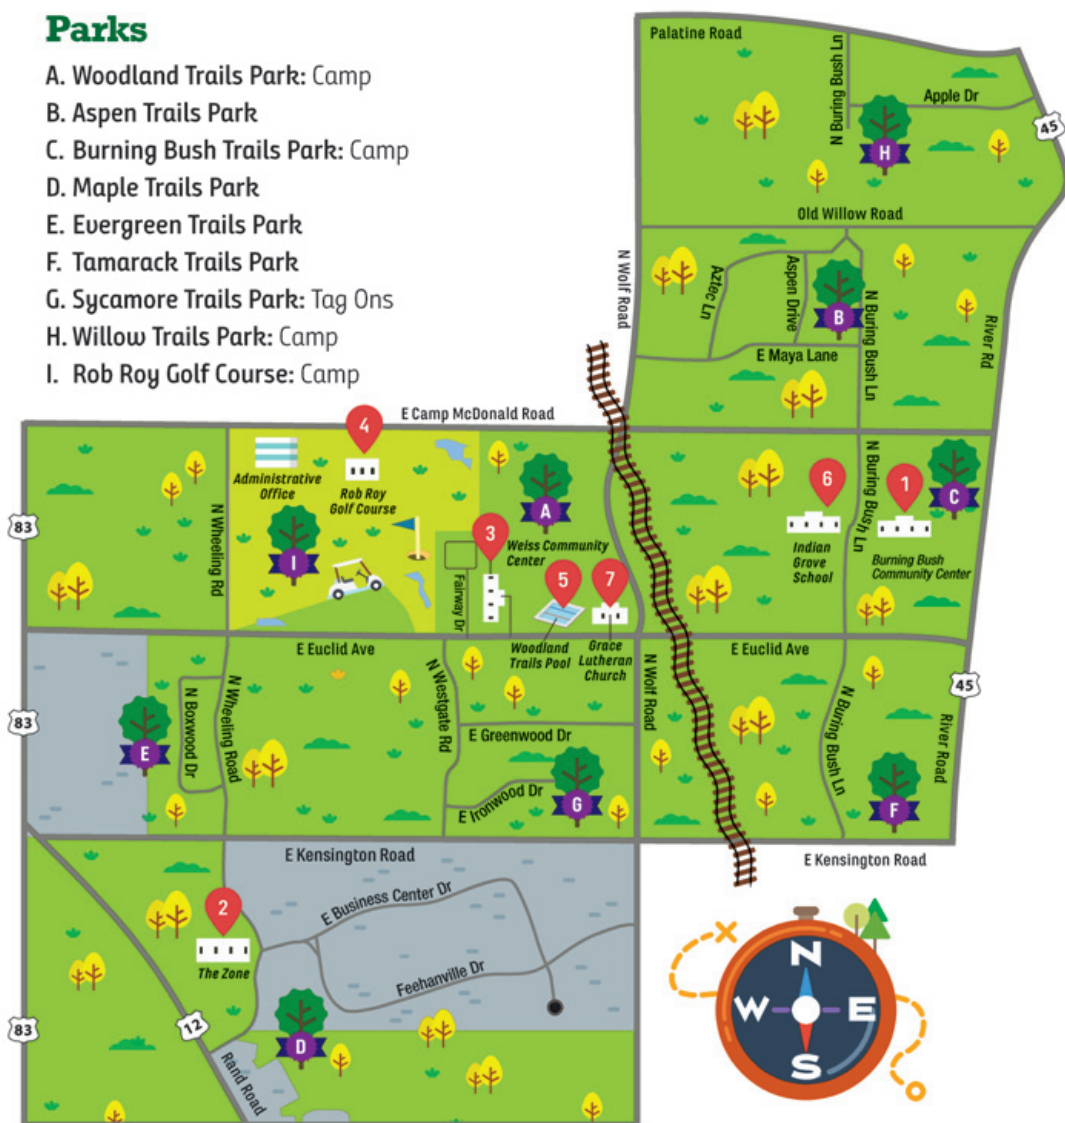 Parks
A. Woodland Trails Park: Camp
B. Aspen Trails Park
C. Burning Bush Trails Park: Camp
D. Maple Trails Park
E. Evergreen Trails Park
F. Tamarack Trails Park
G. Sycamore Trails Park: Tag Ons
H. Willow Trails Park: Camp
I. Rob Roy Golf Course: Camp
Palatine Road
N Buring Bush Ln
Apple Dr
45
H
Old Willow Road
N Wolf Road
Aztec Ln
Aspen Drive
B
N Buring Bush Ln
River Rd
E Maya Lane
E Camp McDonald Road
4
Administrative
Office
Rob Roy
Golf Course
A
6
1
C
N Buring Bush Ln
83
N Wheeling Rd
I
3
Weiss Community
Center
Indian
Grove
School
Burning Bush
Community Center
Fairway Dr
5
7
Woodland
Trails Pool
Grace
Lutheran
Church
E Euclid Ave
E Euclid Ave
83
E
N Boxwood Dr
N Wheeling Road
N Westgate Rd
E Greenwood Dr
N Wolf Road
N Buring Bush Ln
45
River Road
E Ironwood Dr
G
F
E Kensington Road
E Kensington Road
2
The Zone
E Business Center Dr
Feehanville Dr
83
12
Rand Road
D
N
W
E
S